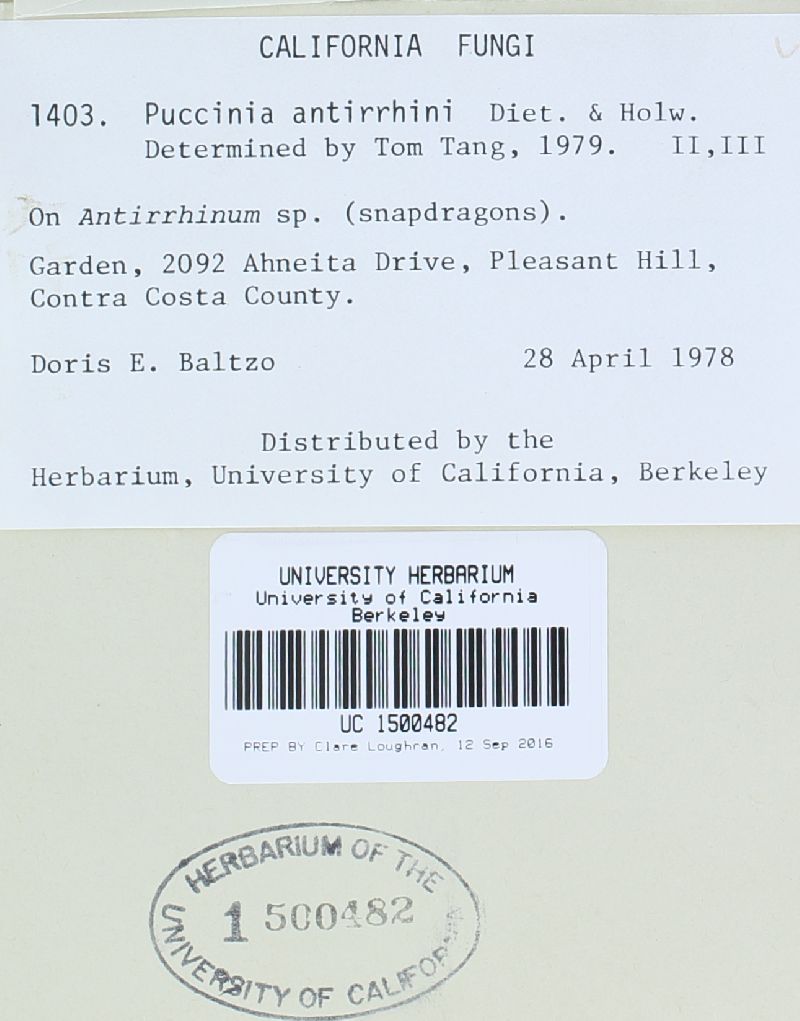 CALIFORNIA FUNGI
1403. Puccinia antirrhini Diet. & Holw.
Determined by Tom Tang, 1979. II,III
On Antirrhinum sp. (snapdragons).
Garden, 2092 Ahneita Drive, Pleasant Hill,
Contra Costa County.
Doris E. Baltzo 28 April 1978
Distributed by the
Herbarium, University of California, Berkeley
UNIVERSITY HERBARIUM
University of California
Berkeley
UC 1500482
PREP BY Clare Loughran, 12 Sep 2016
HERBARIUM OF THE
1 500482
UNIVERSITY OF CALIFORNIA